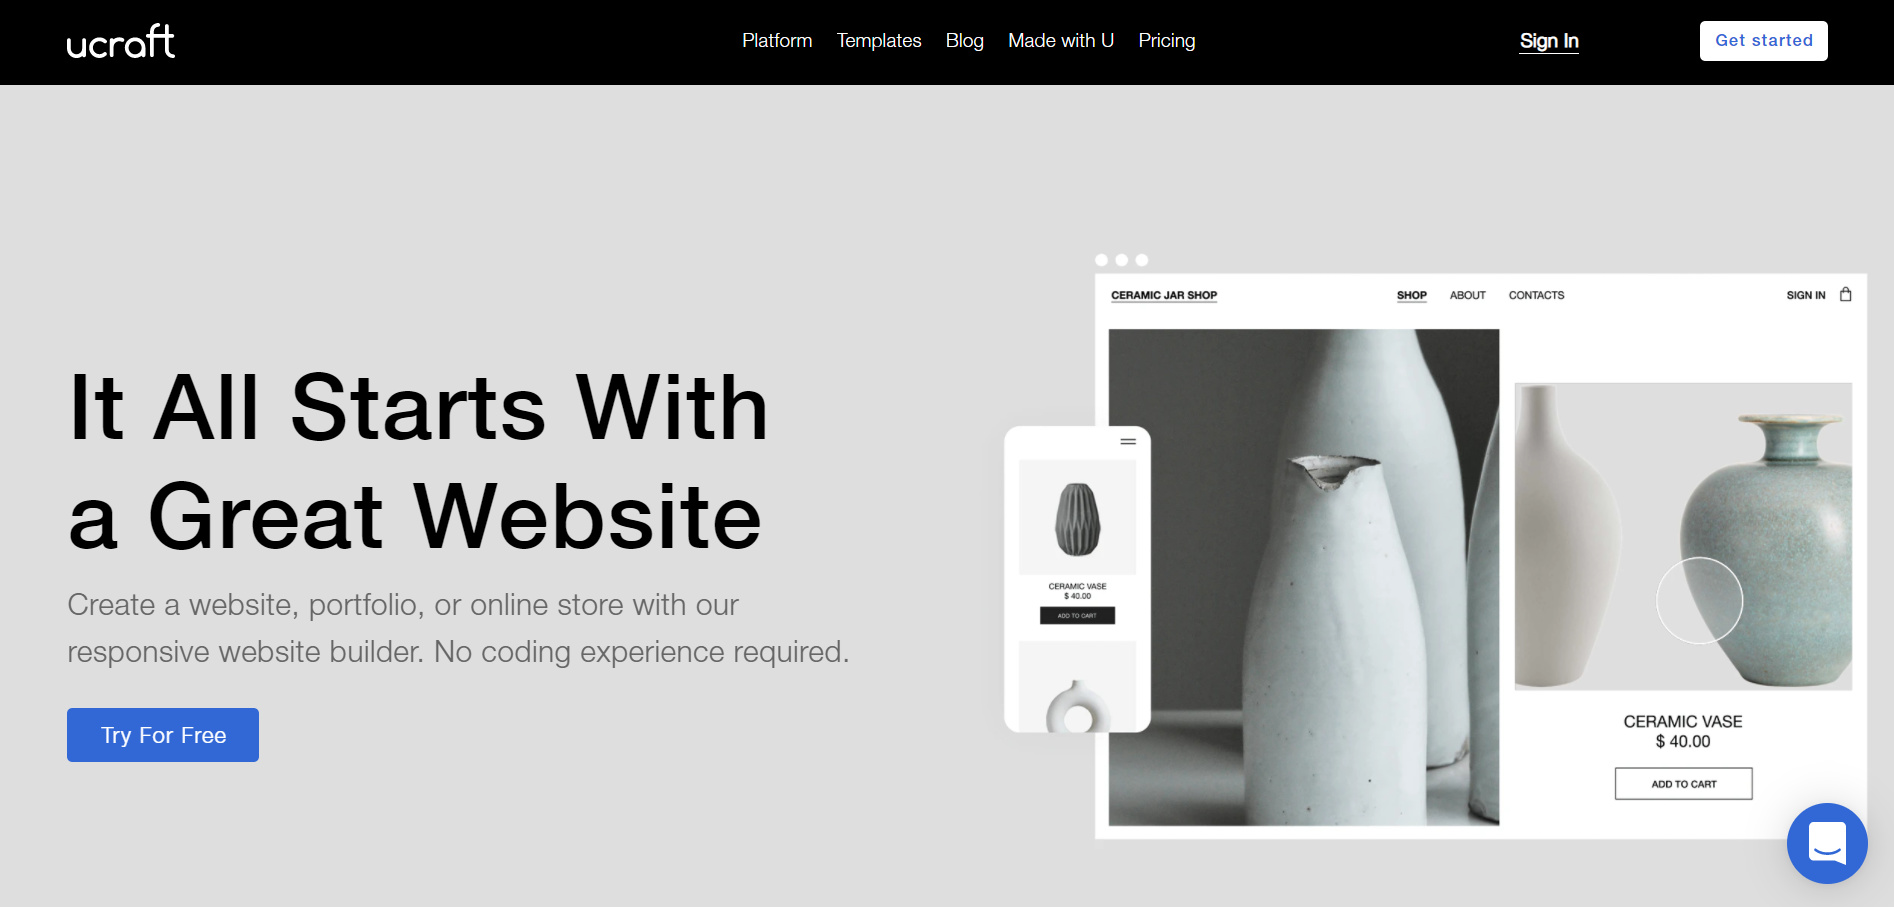 ucraft
Platform Templates Blog Made with U Pricing
Sign In
Get started
It All Starts With
a Great Website
Create a website, portfolio, or online store with our
responsive website builder. No coding experience required.
Try For Free
CERAMIC JAR SHOP
SHOP ABOUT CONTACTS
SIGN IN
CERAMIC VASE
$ 40.00
ADD TO CART
CERAMIC VASE
$ 40.00
ADD TO CART